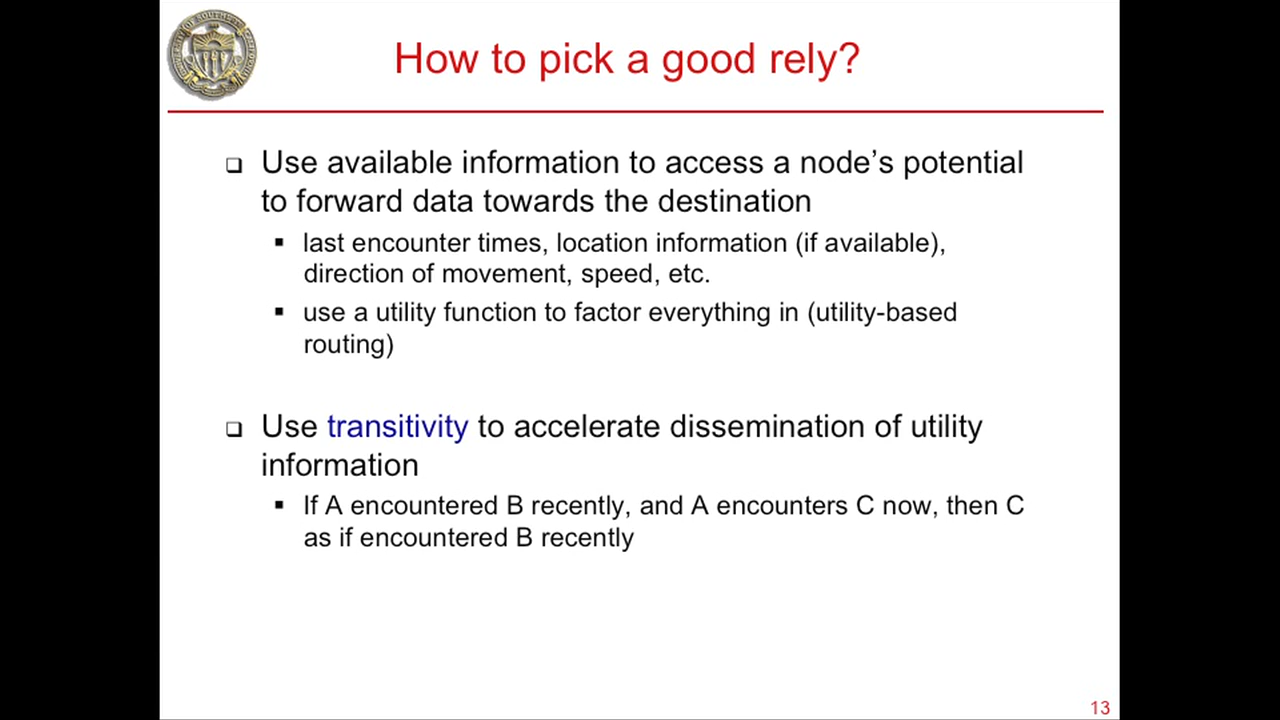 How to pick a good rely?
Use available information to access a node's potential
to forward data towards the destination
last encounter times, location information (if available),
direction of movement, speed, etc.
use a utility function to factor everything in (utility-based
routing)
Use transitivity to accelerate dissemination of utility
information
If A encountered B recently, and A encounters C now, then C
as if encountered B recently
13